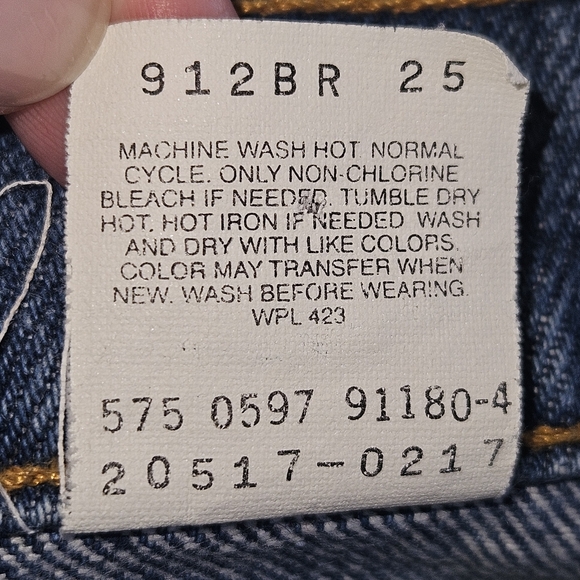 912BR 25
MACHINE WASH HOT NORMAL
CYCLE. ONLY NON-CHLORINE
BLEACH IF NEEDED. TUMBLE DRY
HOT. HOT IRON IF NEEDED WASH
AND DRY WITH LIKE COLORS.
COLOR MAY TRANSFER WHEN
NEW. WASH BEFORE WEARING.
WPL 423
575 0597 91180-4
20517-0217